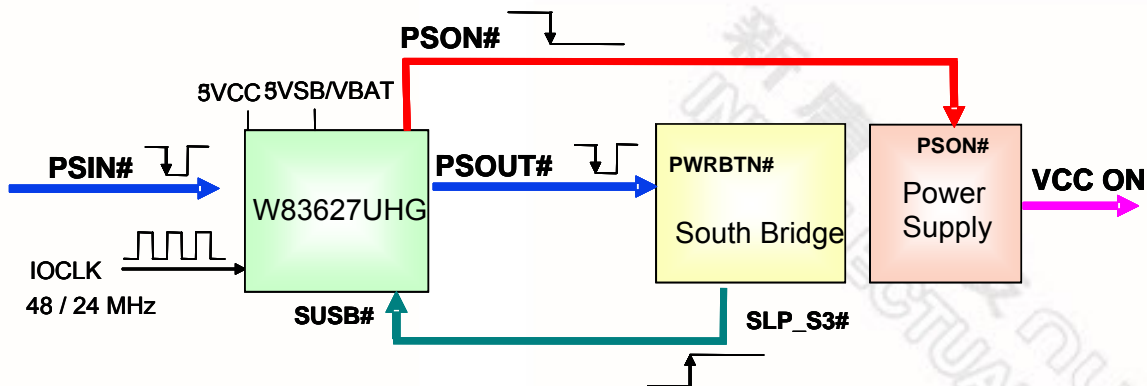 PSON#
5VCC 5VSB/VBAT
PSIN#
PSOUT#
PWRBTN#
PSON#
VCC ON
W83627UHG
South Bridge
Power
Supply
IOCLK
48 / 24 MHz
SUSB#
SLP_S3#